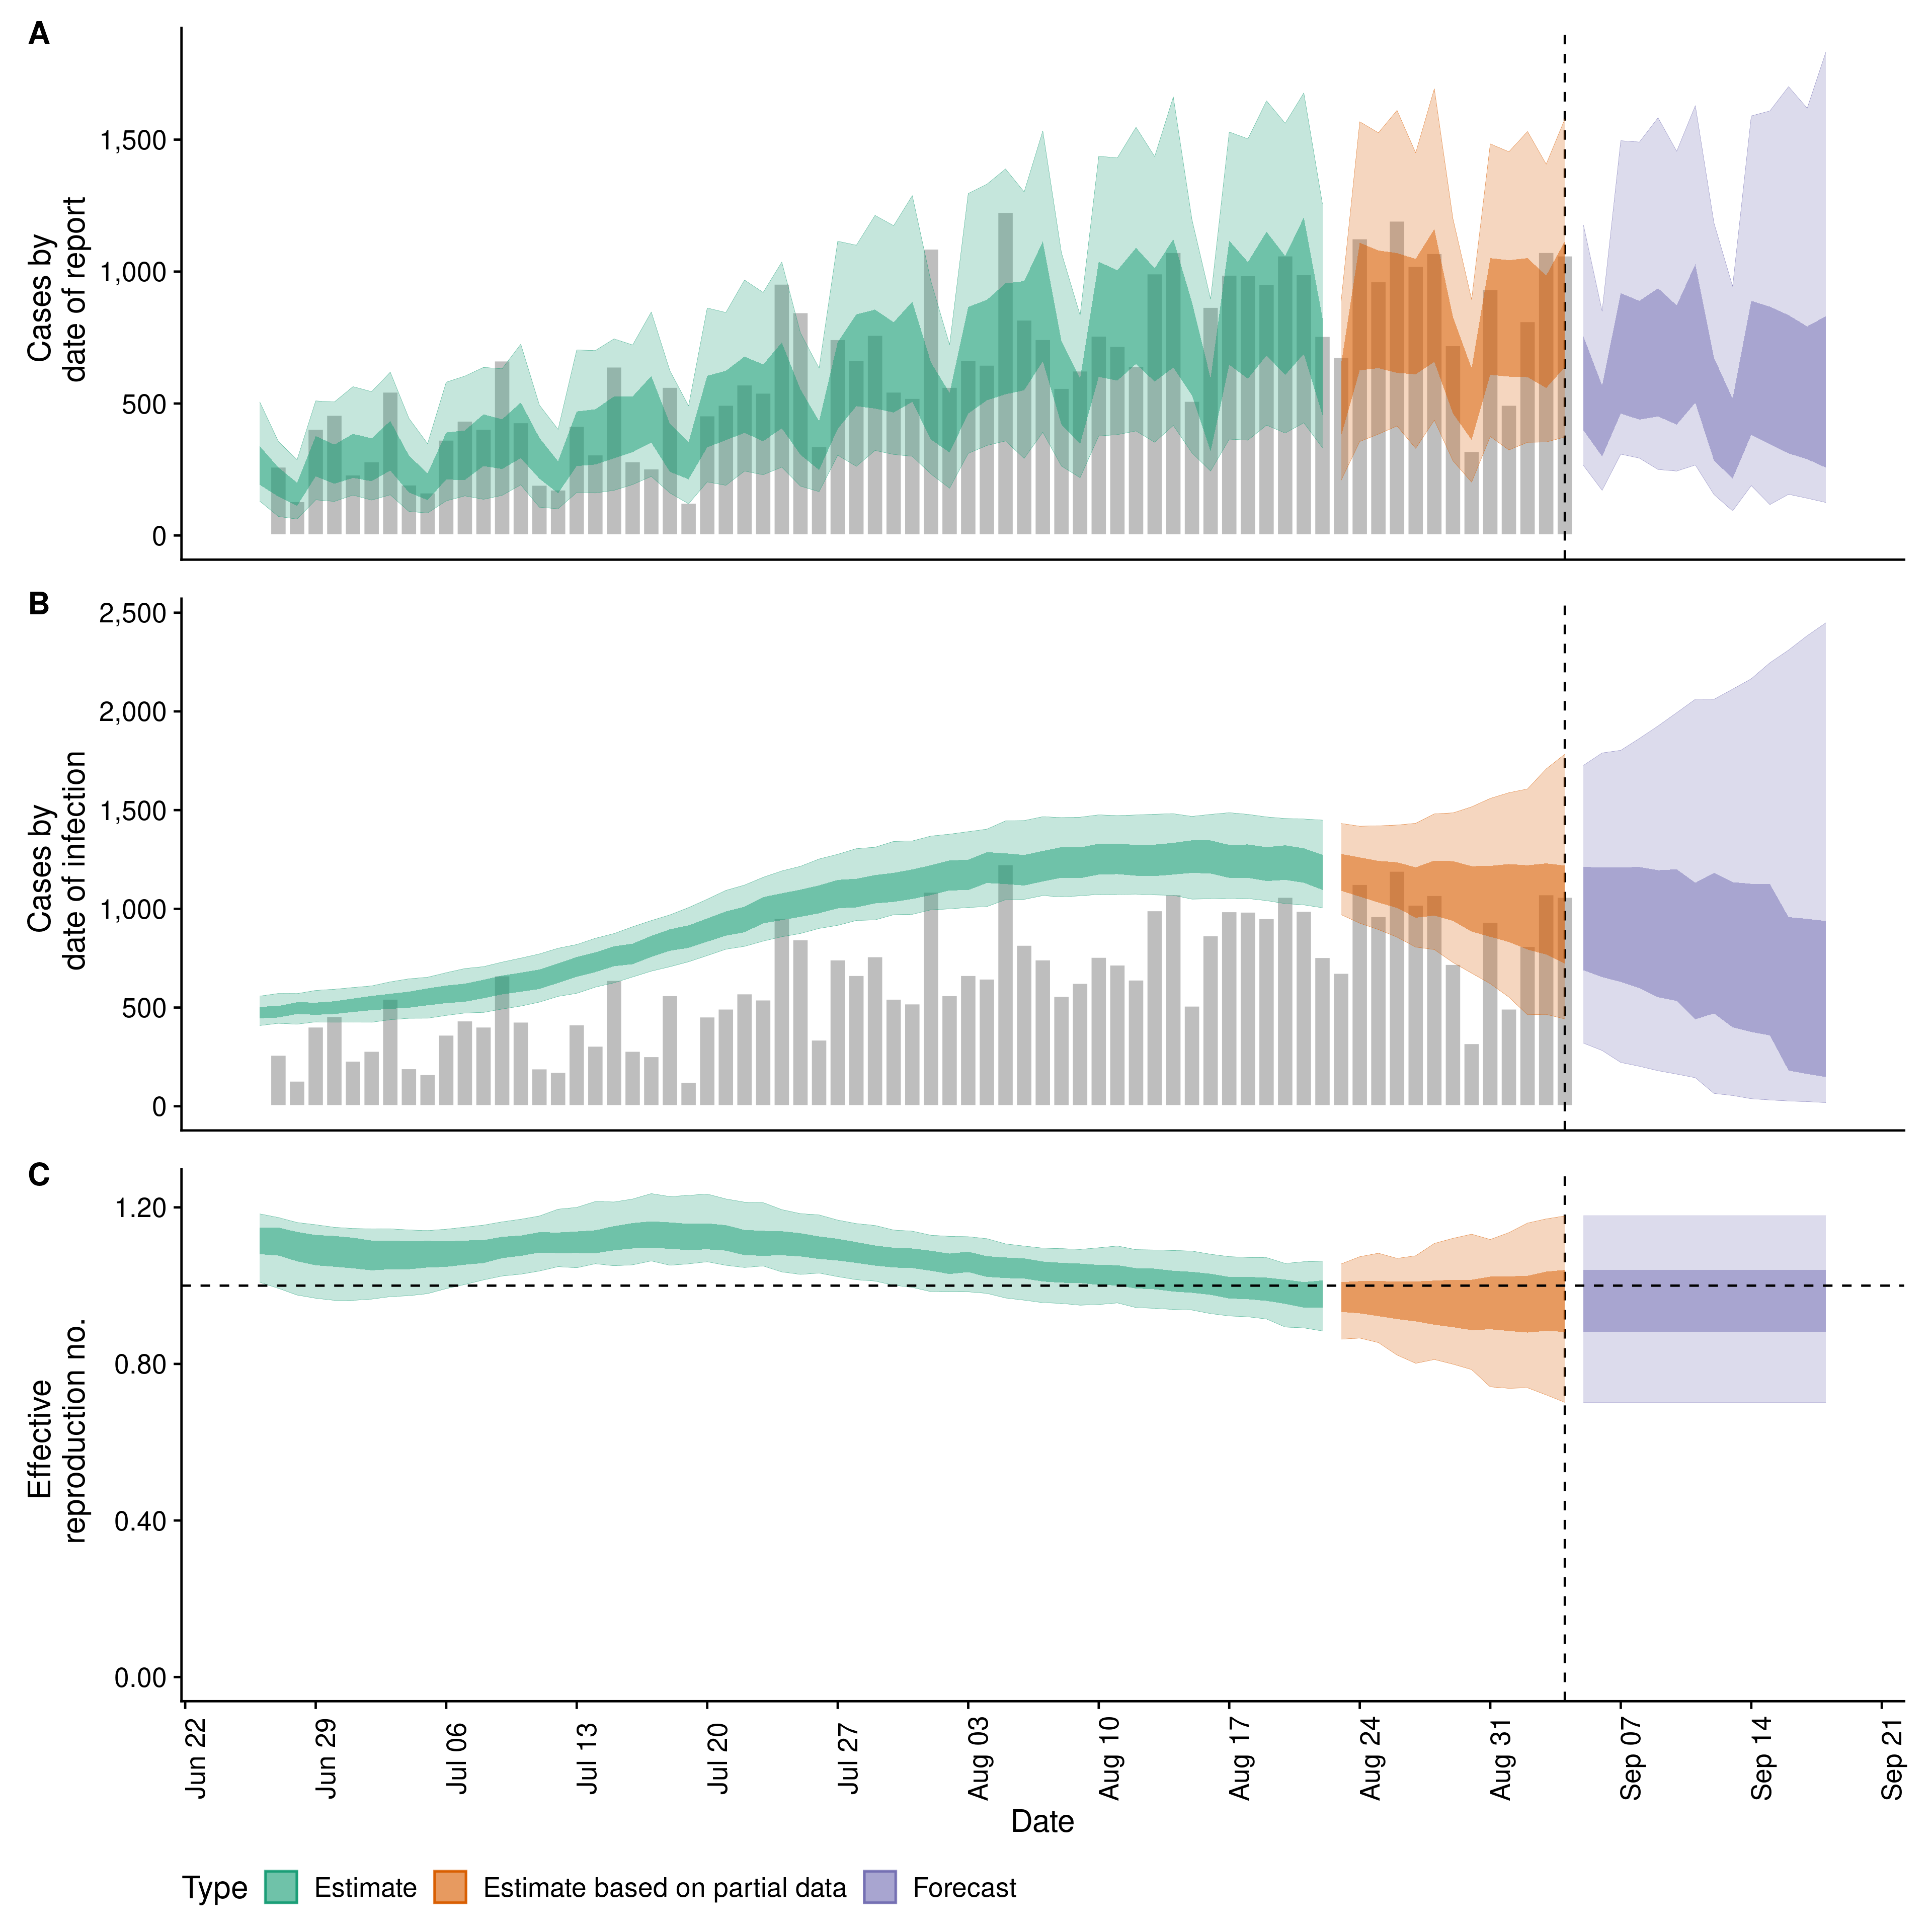 A
Cases by
date of report
1,500
1,000
500
0
B
Cases by
date of infection
2,500
2,000
1,500
1,000
500
0
C
Effective
reproduction no.
1.20
0.80
0.40
0.00
Jun 22
Jun 29
Jul 06
Jul 13
Jul 20
Jul 27
Aug 03
Aug 10
Aug 17
Aug 24
Aug 31
Sep 07
Sep 14
Sep 21
Date
Type Estimate Estimate based on partial data Forecast